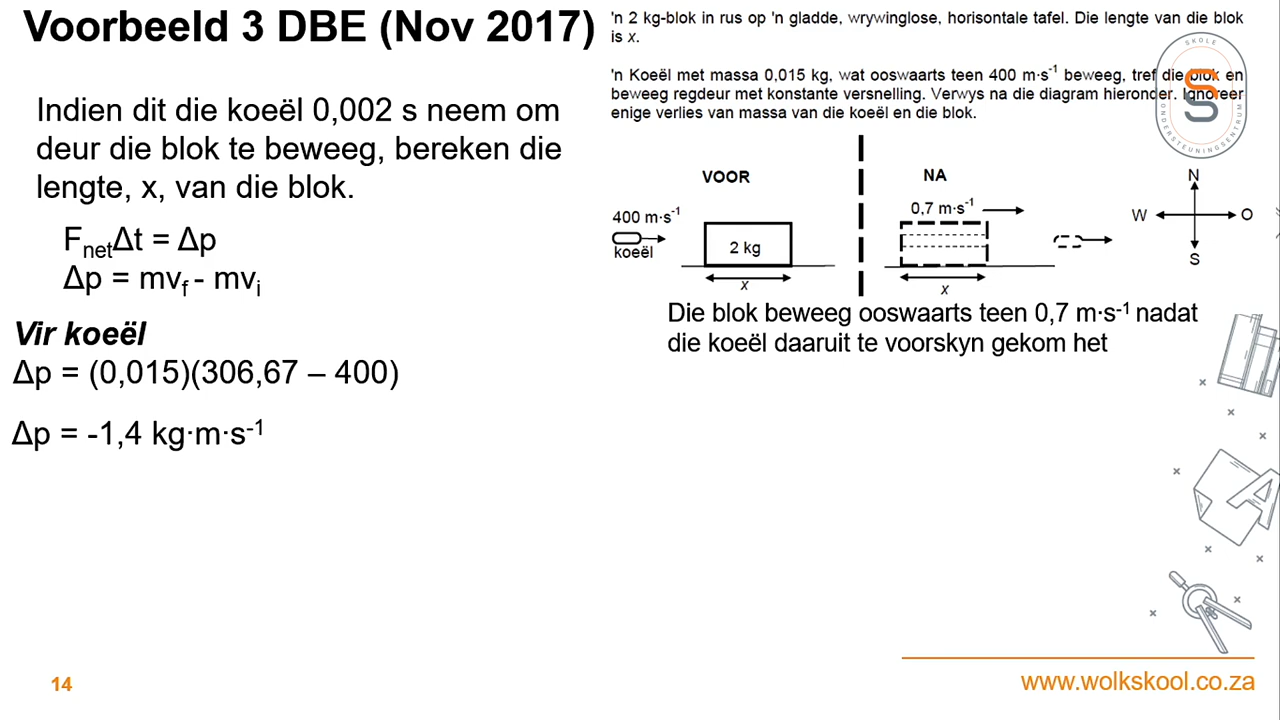 Voorbeeld 3 DBE (Nov 2017)
Indien dit die koeël 0,002 s neem om
deur die blok te beweeg, bereken die
lengte, x, van die blok.
F_netΔt = Δp
Δp = mv_f - mv_i
Vir koeël
Δp = (0,015)(306,67 – 400)
Δp = -1,4 kg·m·s⁻¹
'n 2 kg-blok in rus op 'n gladde, wrywinglose, horisontale tafel. Die lengte van die blok
is x.
'n Koeël met massa 0,015 kg, wat ooswaarts teen 400 m·s⁻¹ beweeg, tref die blok en
beweeg regdeur met konstante versnelling. Verwys na die diagram hieronder. Ignoreer
enige verlies van massa van die koeël en die blok.
SKOLE
ONDERSTEUNINGSENTRUM
VOOR
NA
400 m·s⁻¹
koeël
2 kg
x
0,7 m·s⁻¹
x
N
W
O
S
Die blok beweeg ooswaarts teen 0,7 m·s⁻¹ nadat
die koeël daaruit te voorskyn gekom het
14
www.wolkskool.co.za